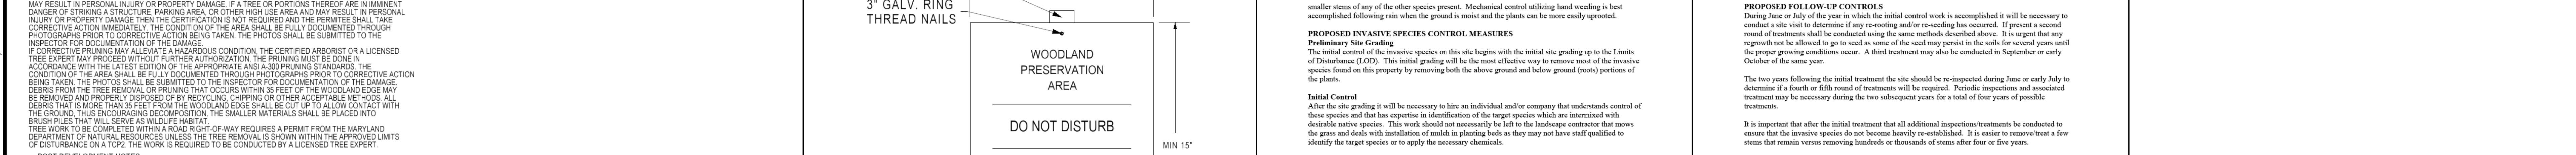 MAY RESULT IN PERSONAL INJURY OR PROPERTY DAMAGE. IF A TREE OR PORTIONS THEREOF ARE IN IMMINENT
DANGER OF STRIKING A STRUCTURE, PARKING AREA, OR OTHER HIGH USE AREA AND MAY RESULT IN PERSONAL
INJURY OR PROPERTY DAMAGE THEN THE CERTIFICATION IS NOT REQUIRED AND THE PERMITEE SHALL TAKE
CORRECTIVE ACTION IMMEDIATELY. THE CONDITION OF THE AREA SHALL BE FULLY DOCUMENTED THROUGH
PHOTOGRAPHS PRIOR TO CORRECTIVE ACTION BEING TAKEN. THE PHOTOS SHALL BE SUBMITTED TO THE
INSPECTOR FOR DOCUMENTATION OF THE DAMAGE.
IF CORRECTIVE PRUNING MAY ALLEVIATE A HAZARDOUS CONDITION, THE CERTIFIED ARBORIST OR A LICENSED
TREE EXPERT MAY PROCEED WITHOUT FURTHER AUTHORIZATION. THE PRUNING MUST BE DONE IN
ACCORDANCE WITH THE LATEST EDITION OF THE APPROPRIATE ANSI A-300 PRUNING STANDARDS. THE
CONDITION OF THE AREA SHALL BE FULLY DOCUMENTED THROUGH PHOTOGRAPHS PRIOR TO CORRECTIVE ACTION
BEING TAKEN. THE PHOTOS SHALL BE SUBMITTED TO THE INSPECTOR FOR DOCUMENTATION OF THE DAMAGE.
DEBRIS FROM THE TREE REMOVAL OR PRUNING THAT OCCURS WITHIN 35 FEET OF THE WOODLAND EDGE MAY
BE REMOVED AND PROPERLY DISPOSED OF BY RECYCLING, CHIPPING OR OTHER ACCEPTABLE METHODS. ALL
DEBRIS THAT IS MORE THAN 35 FEET FROM THE WOODLAND EDGE SHALL BE CUT UP TO ALLOW CONTACT WITH
THE GROUND, THUS ENCOURAGING DECOMPOSITION. THE SMALLER MATERIALS SHALL BE PLACED INTO
BRUSH PILES THAT WILL SERVE AS WILDLIFE HABITAT.
TREE WORK TO BE COMPLETED WITHIN A ROAD RIGHT-OF-WAY REQUIRES A PERMIT FROM THE MARYLAND
DEPARTMENT OF NATURAL RESOURCES UNLESS THE TREE REMOVAL IS SHOWN WITHIN THE APPROVED LIMITS
OF DISTURBANCE ON A TCP2. THE WORK IS REQUIRED TO BE CONDUCTED BY A LICENSED TREE EXPERT.
POST DEVELOPMENT NOTES
3" GALV. RING
THREAD NAILS
WOODLAND
PRESERVATION
AREA
DO NOT DISTURB
MIN 15"
smaller stems of any of the other species present. Mechanical control utilizing hand weeding is best
accomplished following rain when the ground is moist and the plants can be more easily uprooted.
PROPOSED INVASIVE SPECIES CONTROL MEASURES
Preliminary Site Grading
The initial control of the invasive species on this site begins with the initial site grading up to the Limits
of Disturbance (LOD). This initial grading will be the most effective way to remove most of the invasive
species found on this property by removing both the above ground and below ground (roots) portions of
the plants.
Initial Control
After the site grading it will be necessary to hire an individual and/or company that understands control of
these species and that has expertise in identification of the target species which are intermixed with
desirable native species. This work should not necessarily be left to the landscape contractor that mows
the grass and deals with installation of mulch in planting beds as they may not have staff qualified to
identify the target species or to apply the necessary chemicals.
PROPOSED FOLLOW-UP CONTROLS
During June or July of the year in which the initial control work is accomplished it will be necessary to
conduct a site visit to determine if any re-rooting and/or re-seeding has occurred. If present a second
round of treatments shall be conducted using the same methods described above. It is urgent that any
regrowth not be allowed to go to seed as some of the seed may persist in the soils for several years until
the proper growing conditions occur. A third treatment may also be conducted in September or early
October of the same year.
The two years following the initial treatment the site should be re-inspected during June or early July to
determine if a fourth or fifth round of treatments will be required. Periodic inspections and associated
treatment may be necessary during the two subsequent years for a total of four years of possible
treatments.
It is important that after the initial treatment that all additional inspections/treatments be conducted to
ensure that the invasive species do not become heavily re-established. It is easier to remove/treat a few
stems that remain versus removing hundreds or thousands of stems after four or five years.